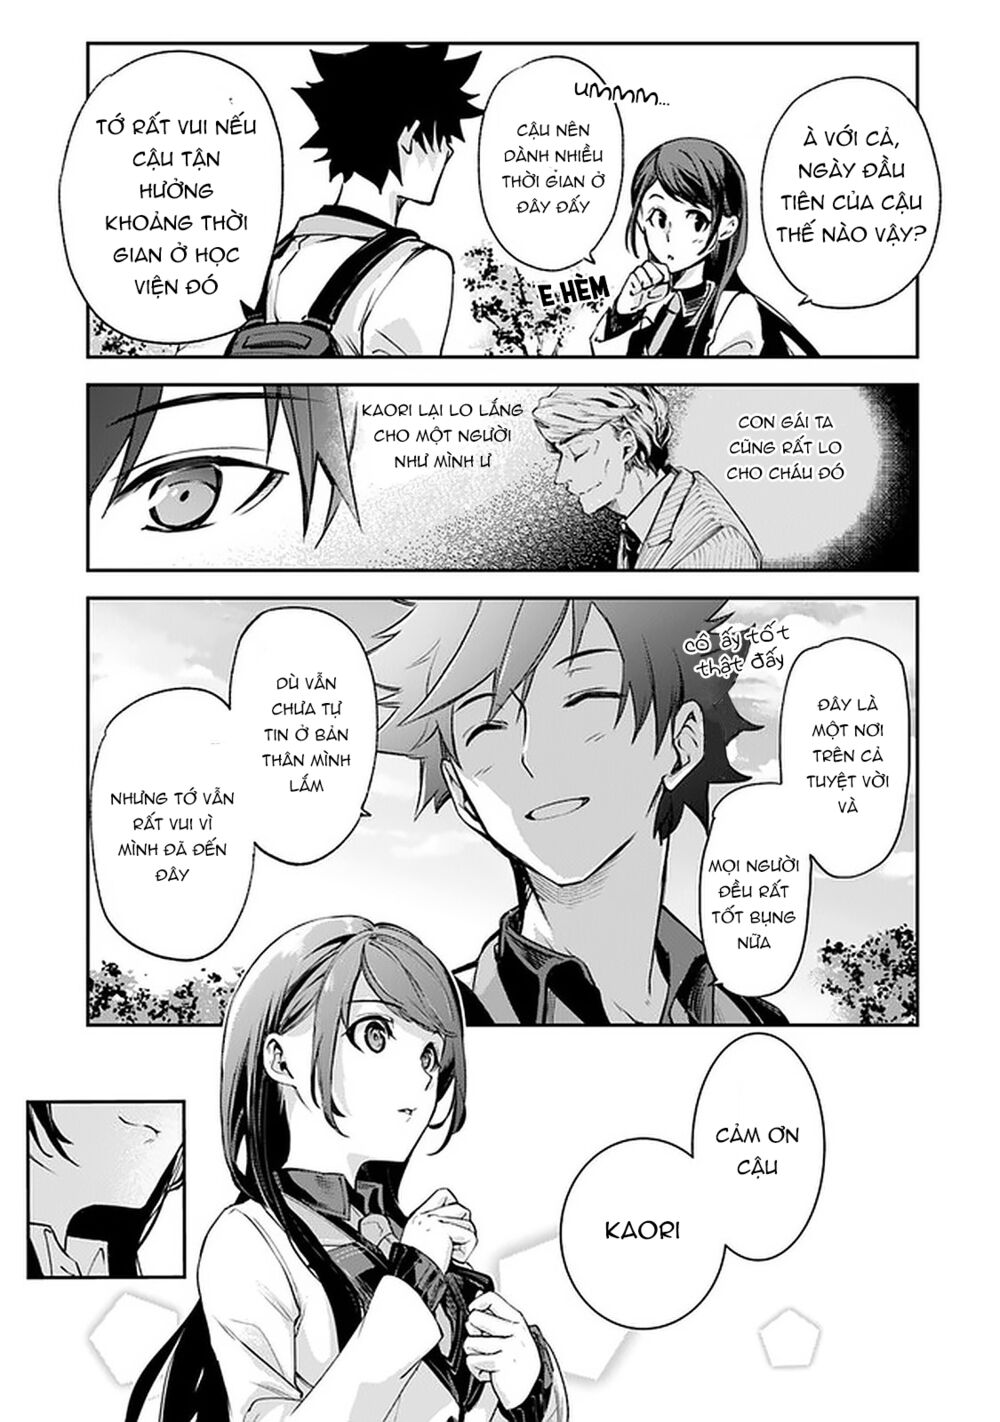 À VỚI CẢ,
NGÀY ĐẦU
TIÊN CỦA CẬU
THẾ NÀO VẬY?
UMMM...
CẬU NÊN
DÀNH NHIỀU
THỜI GIAN Ở
ĐÂY ĐẤY
E HÈM
TỚ RẤT VUI NẾU
CẬU TẬN
HƯỞNG
KHOẢNG THỜI
GIAN Ở HỌC
VIỆN ĐÓ
CON GÁI TA
CŨNG RẤT LO
CHO CHÁU ĐÓ
KAORI LẠI LO LẮNG
CHO MỘT NGƯỜI
NHƯ MÌNH Ư
cô ấy tốt
thật đấy
ĐÂY LÀ
MỘT NƠI
TRÊN CẢ
TUYỆT VỜI
VÀ
MỌI NGƯỜI
ĐỀU RẤT
TỐT BỤNG
NỮA
DÙ VẪN
CHƯA TỰ
TIN Ở BẢN
THÂN MÌNH
LẮM
NHƯNG TỚ VẪN
RẤT VUI VÌ
MÌNH ĐÃ ĐẾN
ĐÂY
CẢM ƠN
CẬU
KAORI